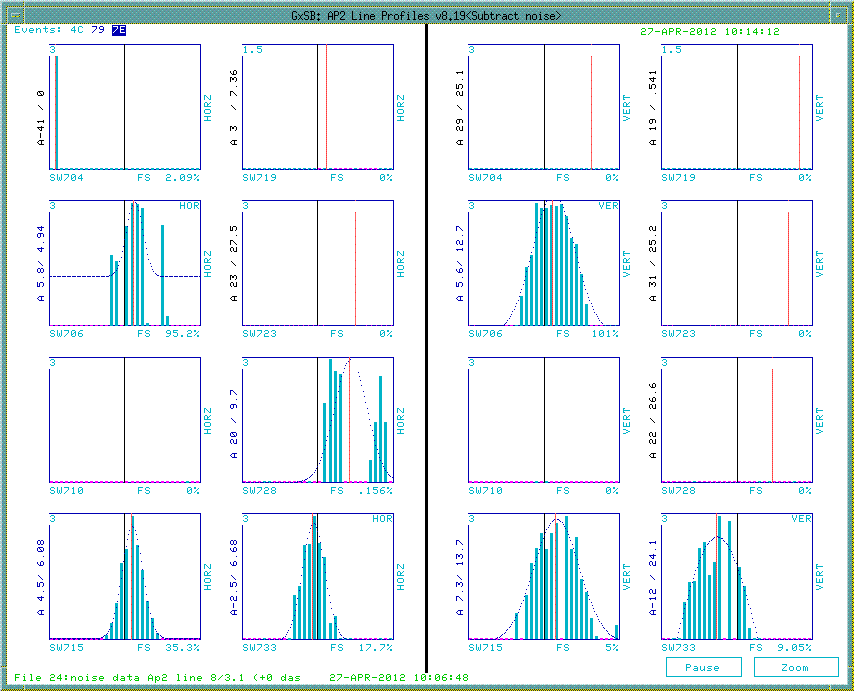 GxSB: AP2 Line Profiles v8.19<Subtract noise>
Events: 4C 79 7E
27-APR-2012 10:14:12
3
A-41 / 0
HORZ
SW704 FS 2.09%
1.5
A 3 / 7.36
HORZ
SW719 FS 0%
3
A 29 / 25.1
VERT
SW704 FS 0%
1.5
A 19 / .541
VERT
SW719 FS 0%
3 HOR
A 5.8/ 4.94
HORZ
SW706 FS 95.2%
3
A 23 / 27.5
HORZ
SW723 FS 0%
3 VER
A 5.6/ 12.7
VERT
SW706 FS 101%
3
A 31 / 25.2
VERT
SW723 FS 0%
3
HORZ
SW710 FS 0%
3
A 20 / 9.7
HORZ
SW728 FS .156%
3
VERT
SW710 FS 0%
3
A 22 / 26.6
VERT
SW728 FS 0%
3
A 4.5/ 6.08
HORZ
SW715 FS 35.3%
3 HOR
A-2.5/ 6.68
HORZ
SW733 FS 17.7%
3
A 7.3/ 13.7
VERT
SW715 FS 5%
3 VER
A-12 / 24.1
VERT
SW733 FS 9.05%
Pause Zoom
File 24:noise data Ap2 line 8/3.1 (+0 das 27-APR-2012 10:06:48